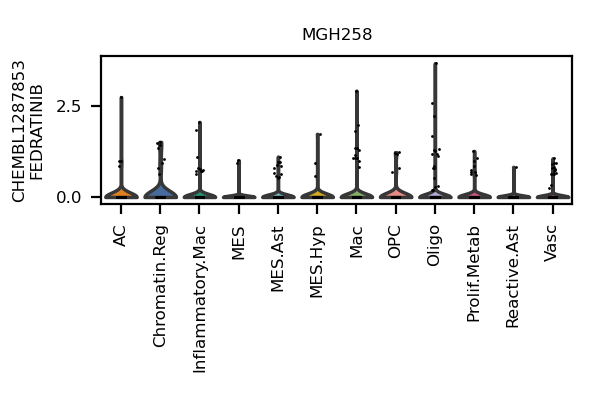 MGH258
CHEMBL1287853
FEDRATINIB
2.5
0.0
AC
Chromatin.Reg
Inflammatory.Mac
MES
MES.Ast
MES.Hyp
Mac
OPC
Oligo
Prolif.Metab
Reactive.Ast
Vasc